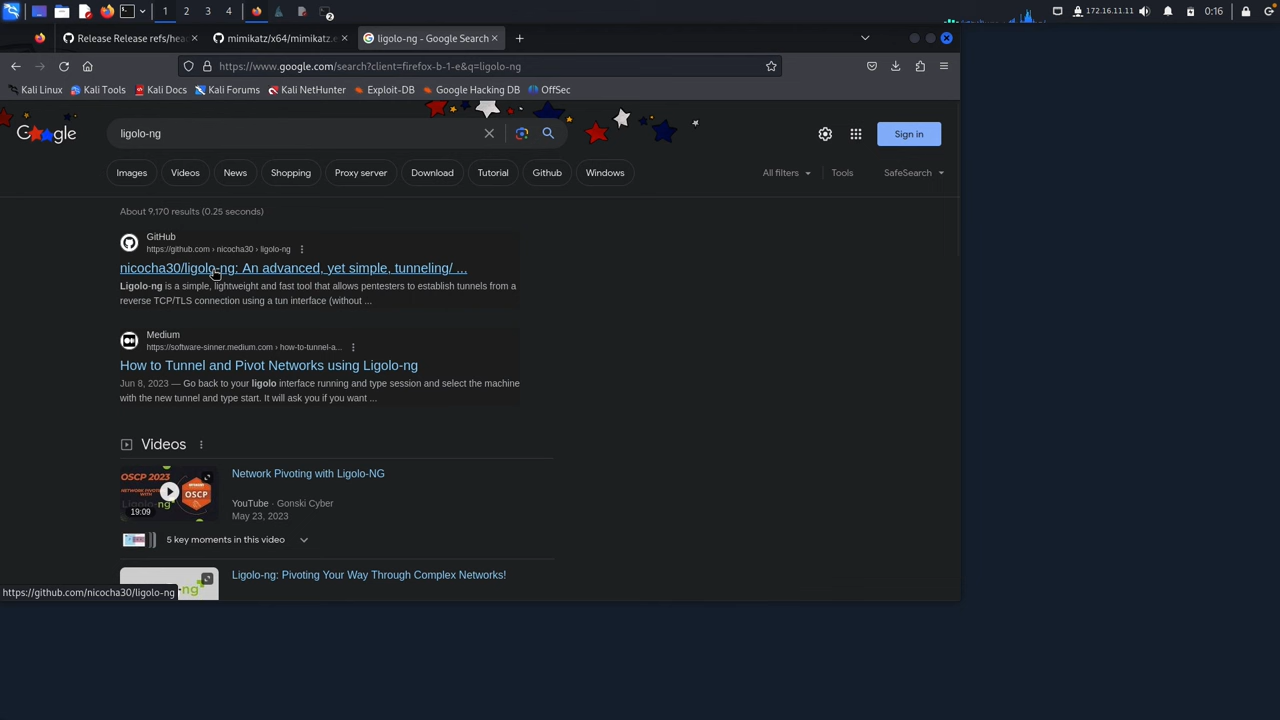 1
2
3
4
2
172.16.11.11
0:16
Release Release refs/hea
mimikatz/x64/mimikatz.e
ligolo-ng - Google Search
https://www.google.com/search?client=firefox-b-1-e&q=ligolo-ng
Kali Linux
Kali Tools
Kali Docs
Kali Forums
Kali NetHunter
Exploit-DB
Google Hacking DB
OffSec
ligolo-ng
Sign in
Images
Videos
News
Shopping
Proxy server
Download
Tutorial
Github
Windows
All filters
Tools
SafeSearch
About 9,170 results (0.25 seconds)
GitHub
https://github.com › nicocha30 › ligolo-ng
nicocha30/ligolo-ng: An advanced, yet simple, tunneling/ ...
Ligolo-ng is a simple, lightweight and fast tool that allows pentesters to establish tunnels from a
reverse TCP/TLS connection using a tun interface (without ...
Medium
https://software-sinner.medium.com › how-to-tunnel-a...
How to Tunnel and Pivot Networks using Ligolo-ng
Jun 8, 2023 — Go back to your ligolo interface running and type session and select the machine
with the new tunnel and type start. It will ask you if you want ...
Videos
OSCP 2023
OSCP
19:09
Network Pivoting with Ligolo-NG
YouTube · Gonski Cyber
May 23, 2023
5 key moments in this video
Ligolo-ng: Pivoting Your Way Through Complex Networks!
https://github.com/nicocha30/ligolo-ng